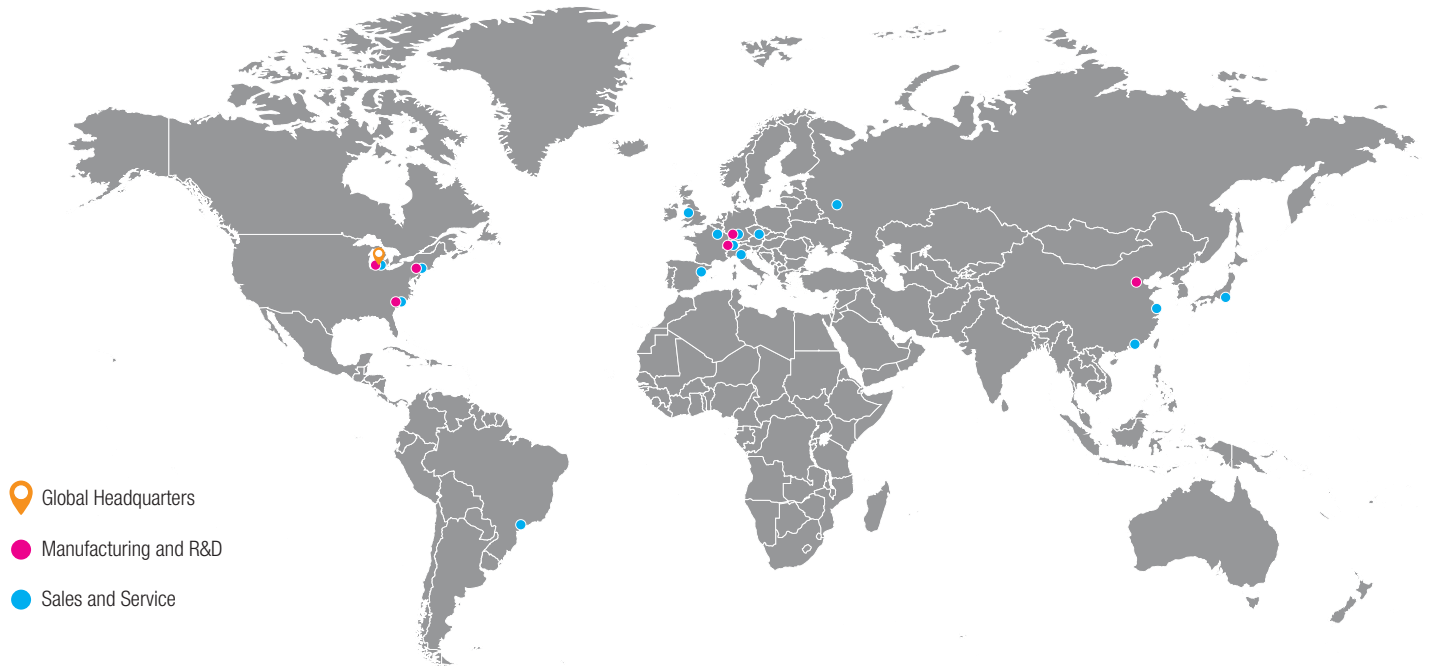 Global Headquarters
Manufacturing and R&D
Sales and Service